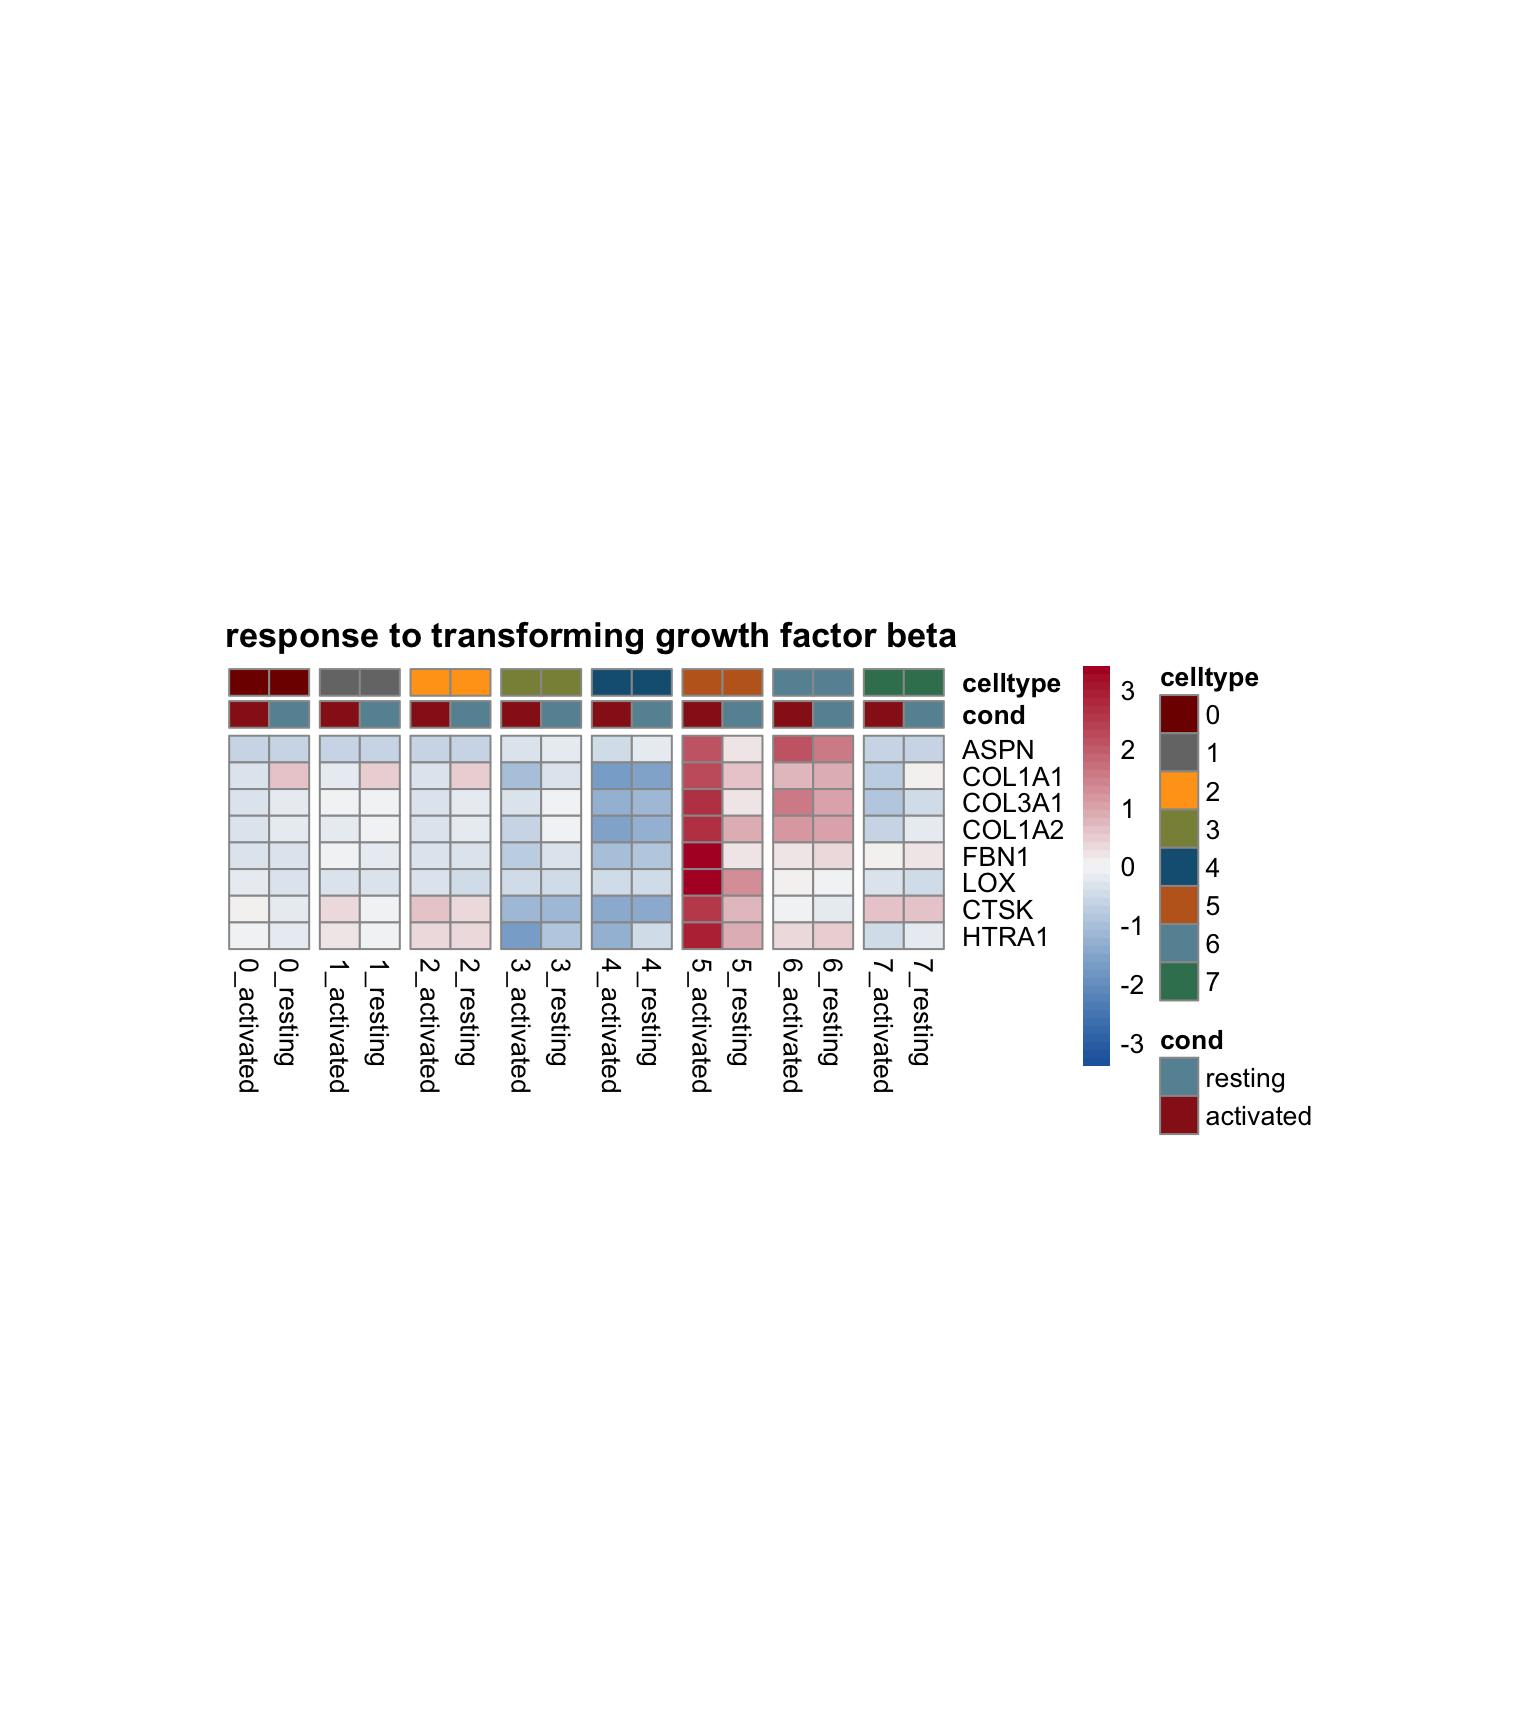 response to transforming growth factor beta
celltype
cond
ASPN
COL1A1
COL3A1
COL1A2
FBN1
LOX
CTSK
HTRA1
0_activated
0_resting
1_activated
1_resting
2_activated
2_resting
3_activated
3_resting
4_activated
4_resting
5_activated
5_resting
6_activated
6_resting
7_activated
7_resting
3
2
1
0
-1
-2
-3
celltype
0
1
2
3
4
5
6
7
cond
resting
activated